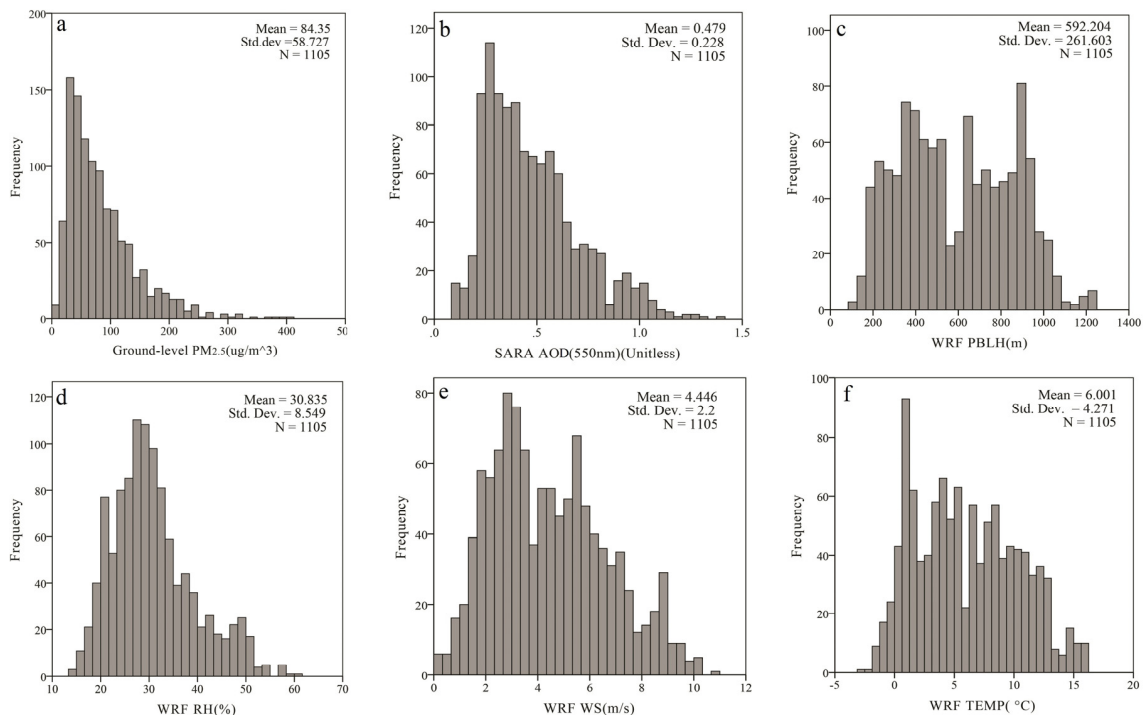 a
Mean = 84.35
Std.dev =58.727
N = 1105
200
150
100
50
0
Frequency
0 100 200 300 400 50
Ground-level PM2.5(ug/m^3)
b
Mean = 0.479
Std. Dev. = 0.228
N = 1105
120
100
80
60
40
20
0
Frequency
.0 .5 1.0 1.5
SARA AOD(550nm)(Unitless)
c
Mean = 592.204
Std. Dev. = 261.603
N = 1105
100
80
60
40
20
0
Frequency
0 200 400 600 800 1000 1200 1400
WRF PBLH(m)
d
Mean = 30.835
Std. Dev. = 8.549
N = 1105
120
100
80
60
40
20
0
Frequency
10 20 30 40 50 60 70
WRF RH(%)
e
Mean = 4.446
Std. Dev. = 2.2
N = 1105
80
60
40
20
0
Frequency
0 2 4 6 8 10 12
WRF WS(m/s)
f
Mean = 6.001
Std. Dev. – 4.271
N = 1105
100
80
60
40
20
0
Frequency
-5 0 5 10 15 20
WRF TEMP( °C)